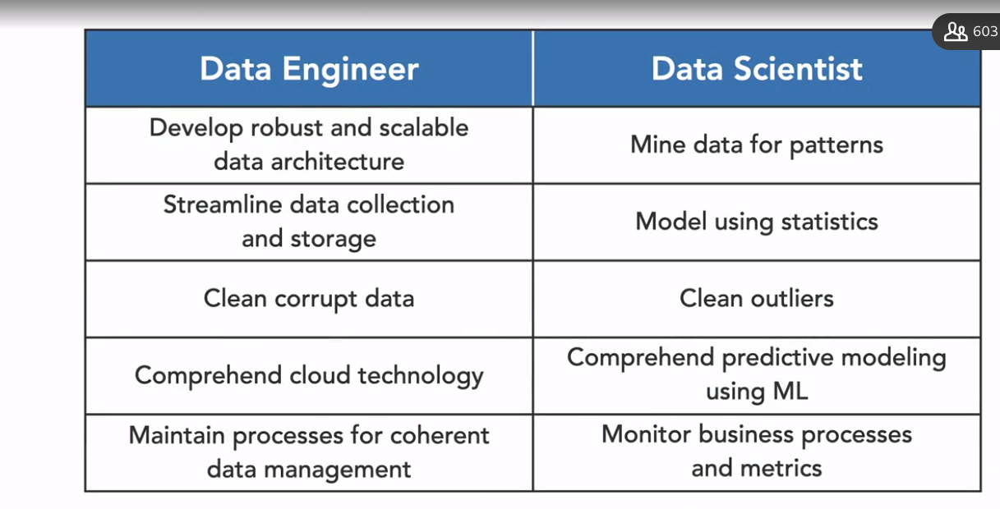 603
Data Engineer
Data Scientist
Develop robust and scalable
data architecture
Mine data for patterns
Streamline data collection
and storage
Model using statistics
Clean corrupt data
Clean outliers
Comprehend cloud technology
Comprehend predictive modeling
using ML
Maintain processes for coherent
data management
Monitor business processes
and metrics